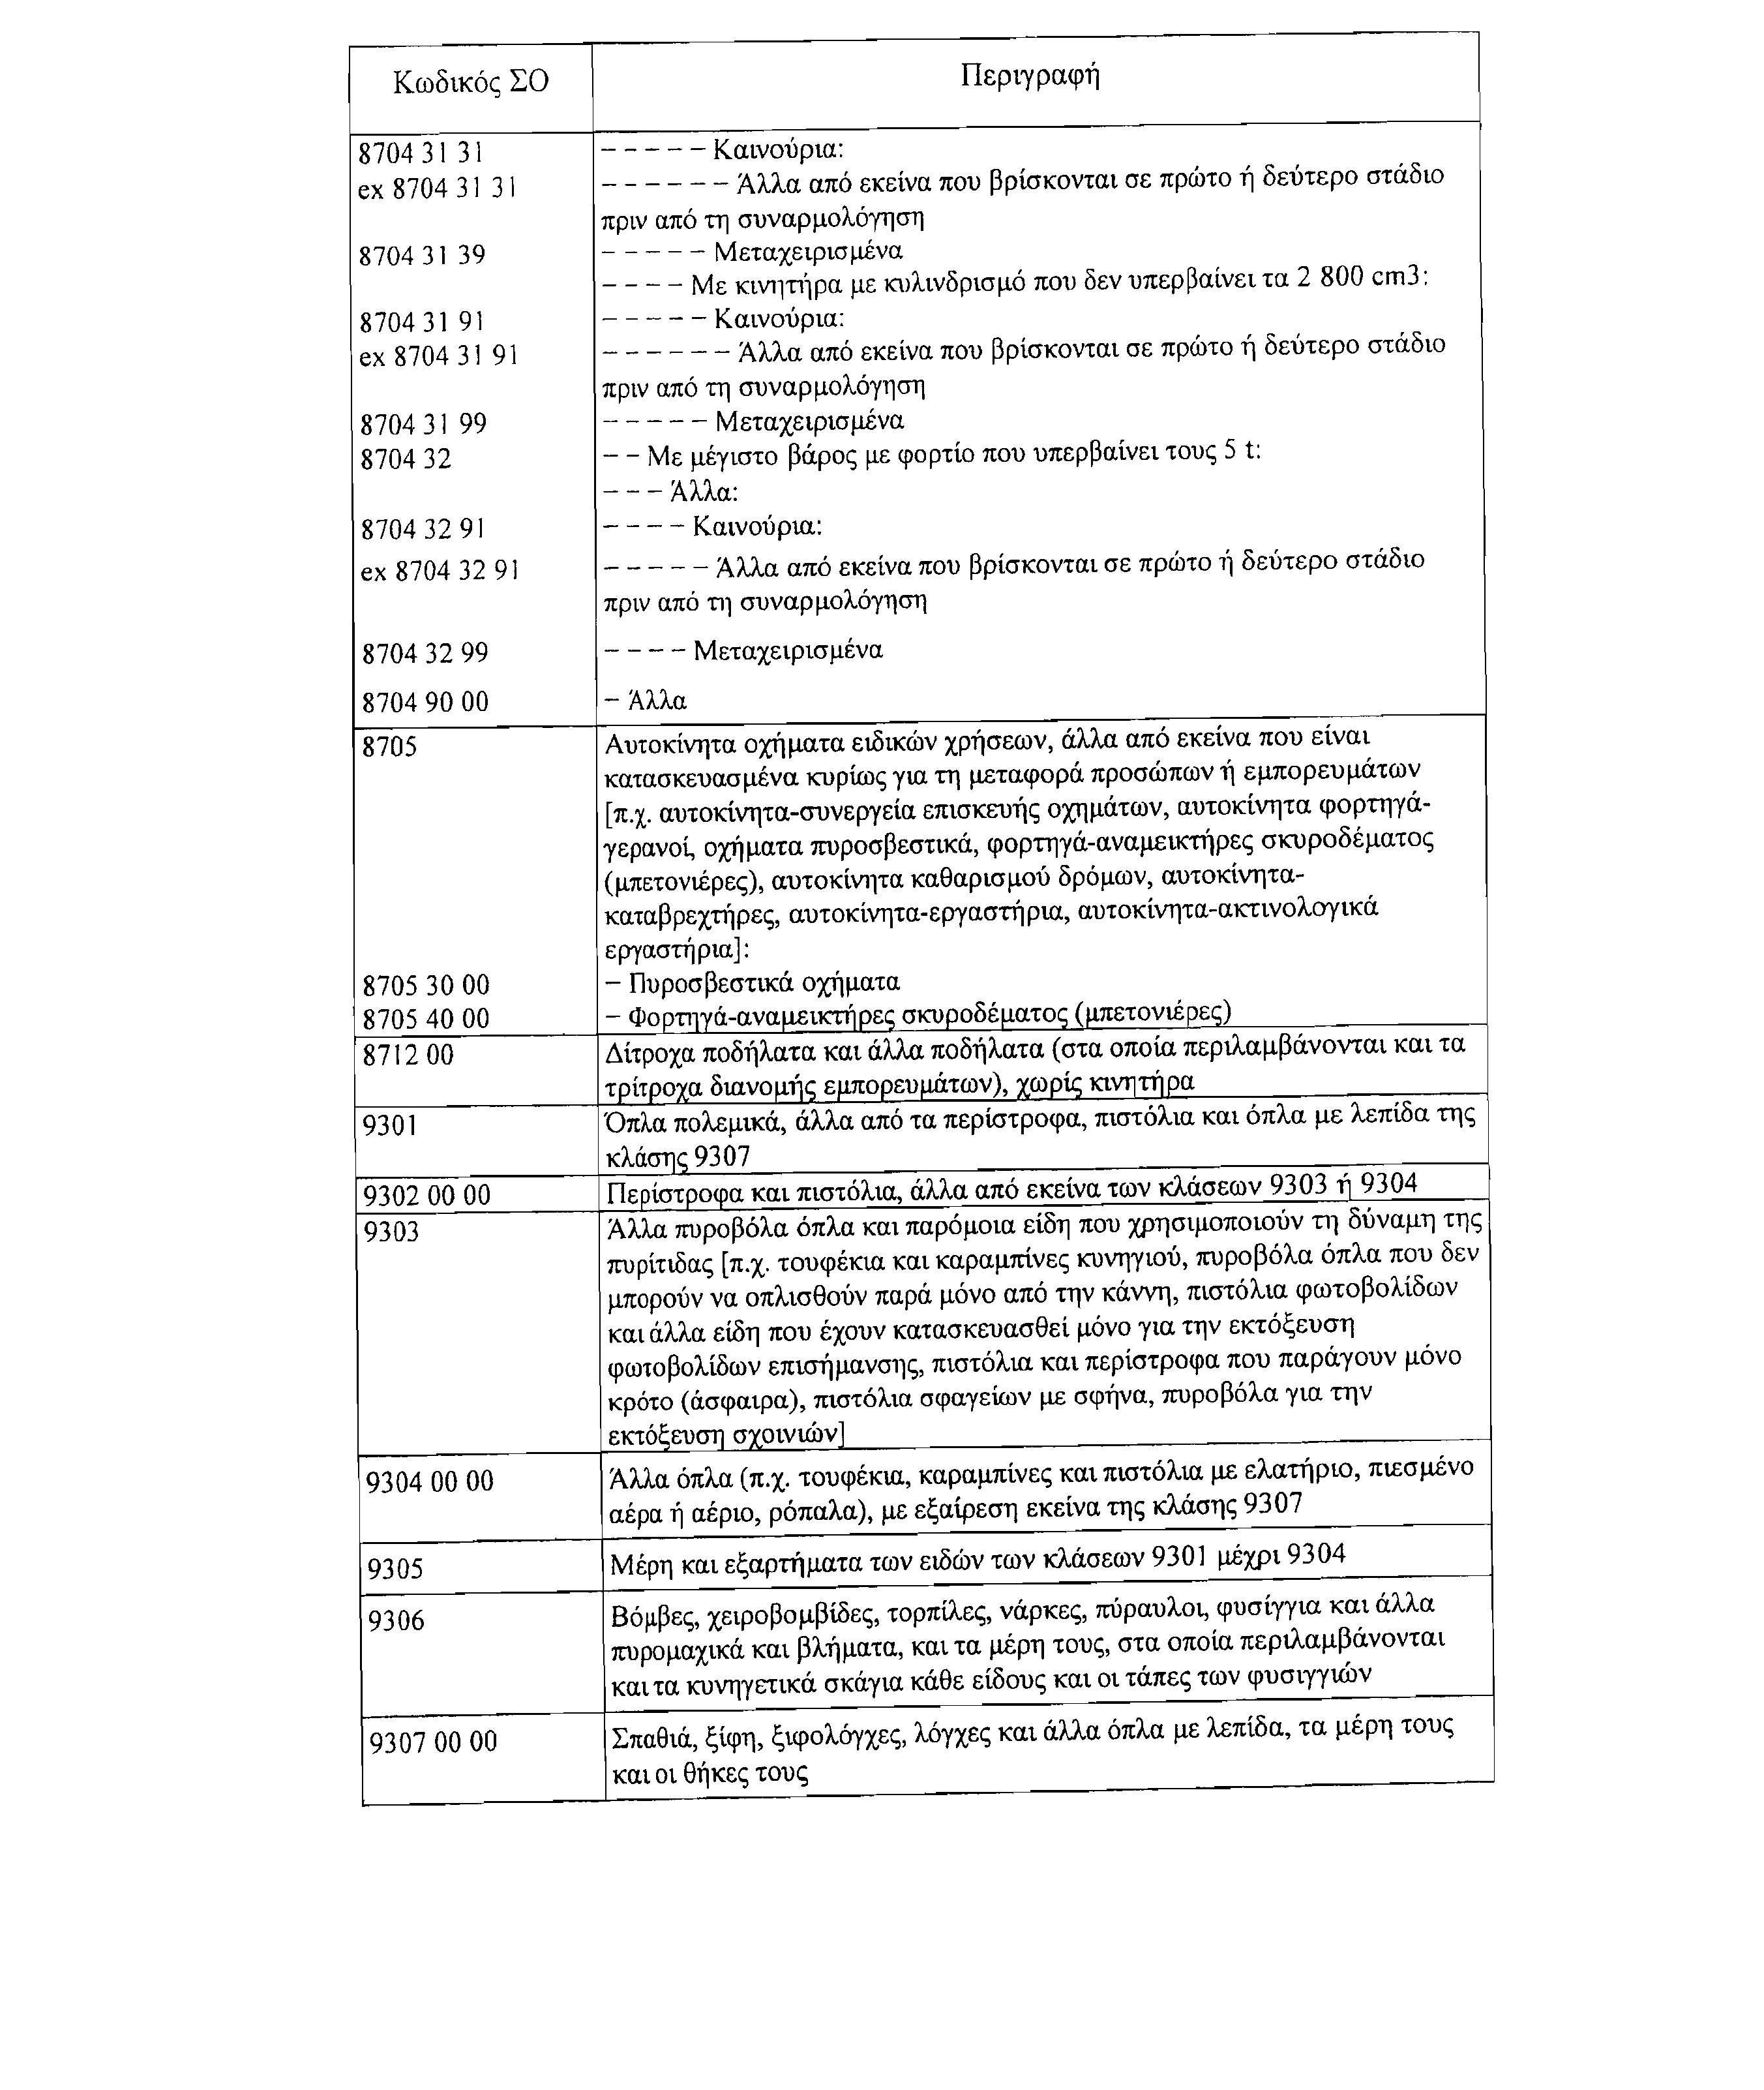 Κωδικός ΣΟ Περιγραφή
8704 31 31 – – – – – Καινούρια:
ex 8704 31 31 – – – – – – Άλλα από εκείνα που βρίσκονται σε πρώτο ή δεύτερο στάδιο
πριν από τη συναρμολόγηση
8704 31 39 – – – – – Μεταχειρισμένα
– – – – Με κινητήρα με κυλινδρισμό που δεν υπερβαίνει τα 2 800 cm3:
8704 31 91 – – – – – Καινούρια:
ex 8704 31 91 – – – – – – Άλλα από εκείνα που βρίσκονται σε πρώτο ή δεύτερο στάδιο
πριν από τη συναρμολόγηση
8704 31 99 – – – – – Μεταχειρισμένα
8704 32 – – Με μέγιστο βάρος με φορτίο που υπερβαίνει τους 5 t:
– – – Άλλα:
8704 32 91 – – – – Καινούρια:
ex 8704 32 91 – – – – – Άλλα από εκείνα που βρίσκονται σε πρώτο ή δεύτερο στάδιο
πριν από τη συναρμολόγηση
8704 32 99 – – – – Μεταχειρισμένα
8704 90 00 – Άλλα
8705 Αυτοκίνητα οχήματα ειδικών χρήσεων, άλλα από εκείνα που είναι
κατασκευασμένα κυρίως για τη μεταφορά προσώπων ή εμπορευμάτων
[π.χ. αυτοκίνητα-συνεργεία επισκευής οχημάτων, αυτοκίνητα φορτηγά-
γερανοί, οχήματα πυροσβεστικά, φορτηγά-αναμεικτήρες σκυροδέματος
(μπετονιέρες), αυτοκίνητα καθαρισμού δρόμων, αυτοκίνητα-
καταβρεχτήρες, αυτοκίνητα-εργαστήρια, αυτοκίνητα-ακτινολογικά
εργαστήρια]:
8705 30 00 – Πυροσβεστικά οχήματα
8705 40 00 – Φορτηγά-αναμεικτήρες σκυροδέματος (μπετονιέρες)
8712 00 Δίτροχα ποδήλατα και άλλα ποδήλατα (στα οποία περιλαμβάνονται και τα
τρίτροχα διανομής εμπορευμάτων), χωρίς κινητήρα
9301 Όπλα πολεμικά, άλλα από τα περίστροφα, πιστόλια και όπλα με λεπίδα της
κλάσης 9307
9302 00 00 Περίστροφα και πιστόλια, άλλα από εκείνα των κλάσεων 9303 ή 9304
9303 Άλλα πυροβόλα όπλα και παρόμοια είδη που χρησιμοποιούν τη δύναμη της
πυρίτιδας [π.χ. τουφέκια και καραμπίνες κυνηγιού, πυροβόλα όπλα που δεν
μπορούν να οπλισθούν παρά μόνο από την κάννη, πιστόλια φωτοβολίδων
και άλλα είδη που έχουν κατασκευασθεί μόνο για την εκτόξευση
φωτοβολίδων επισήμανσης, πιστόλια και περίστροφα που παράγουν μόνο
κρότο (άσφαιρα), πιστόλια σφαγείων με σφήνα, πυροβόλα για την
εκτόξευση σχοινιών]
9304 00 00 Άλλα όπλα (π.χ. τουφέκια, καραμπίνες και πιστόλια με ελατήριο, πιεσμένο
αέρα ή αέριο, ρόπαλα), με εξαίρεση εκείνα της κλάσης 9307
9305 Μέρη και εξαρτήματα των ειδών των κλάσεων 9301 μέχρι 9304
9306 Βόμβες, χειροβομβίδες, τορπίλες, νάρκες, πύραυλοι, φυσίγγια και άλλα
πυρομαχικά και βλήματα, και τα μέρη τους, στα οποία περιλαμβάνονται
και τα κυνηγετικά σκάγια κάθε είδους και οι τάπες των φυσιγγιών
9307 00 00 Σπαθιά, ξίφη, ξιφολόγχες, λόγχες και άλλα όπλα με λεπίδα, τα μέρη τους
και οι θήκες τους